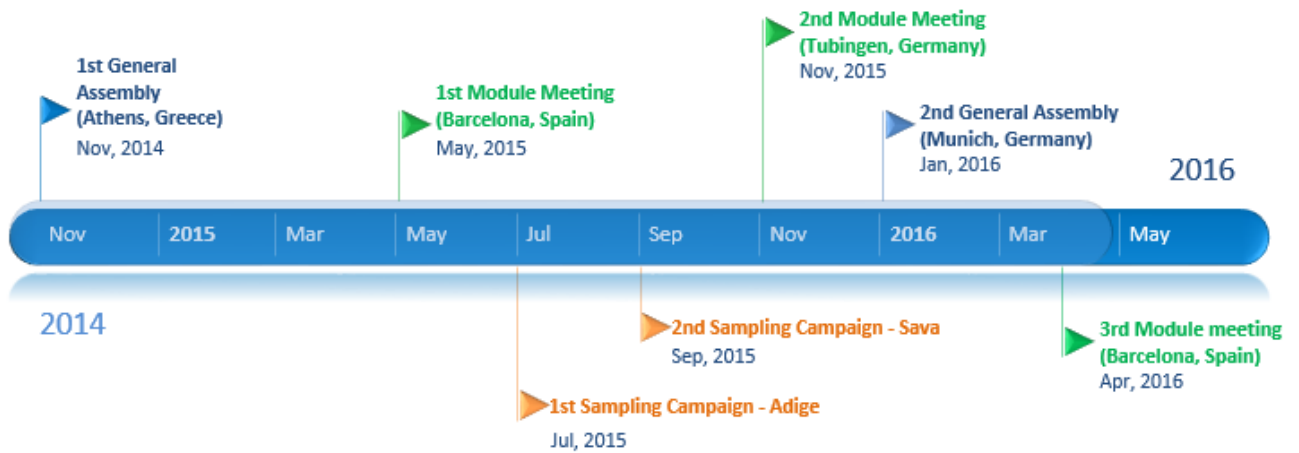 2nd Module Meeting
(Tubingen, Germany)
Nov, 2015
1st General
Assembly
(Athens, Greece)
Nov, 2014
1st Module Meeting
(Barcelona, Spain)
May, 2015
2nd General Assembly
(Munich, Germany)
Jan, 2016
2016
Nov
2015
Mar
May
Jul
Sep
Nov
2016
Mar
May
2014
2nd Sampling Campaign - Sava
Sep, 2015
3rd Module meeting
(Barcelona, Spain)
Apr, 2016
1st Sampling Campaign - Adige
Jul, 2015